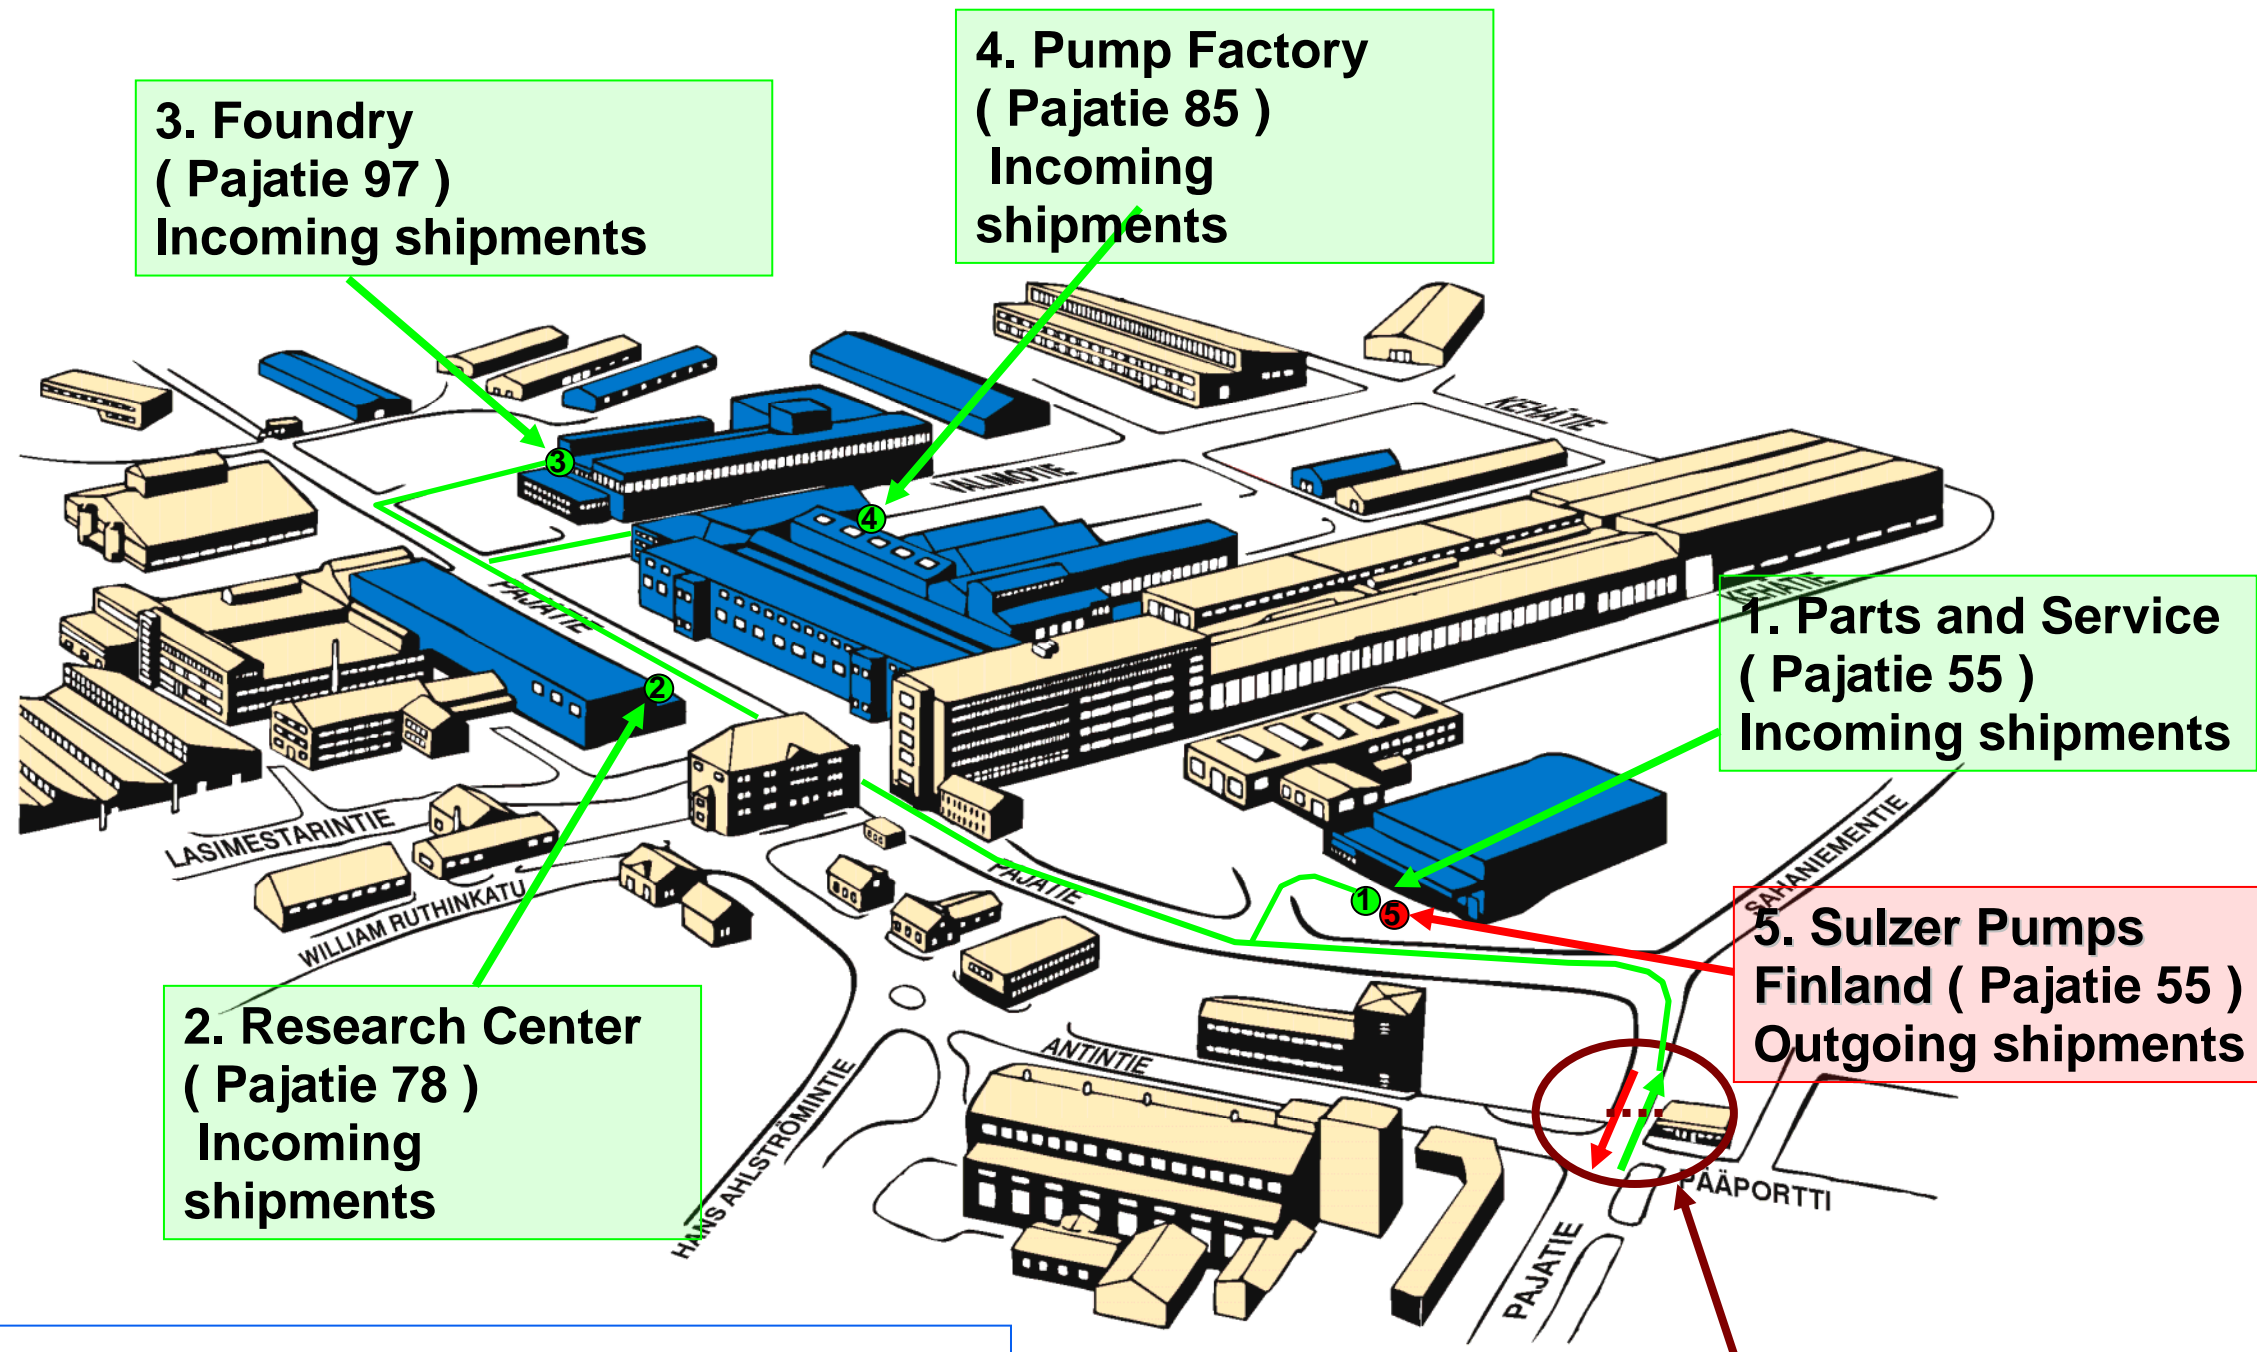 4. Pump Factory
( Pajatie 85 )
Incoming
shipments
3. Foundry
( Pajatie 97 )
Incoming shipments
KEHÄTIE
3
VALIMOTIE
4
KEHÄTIE
PAJATIE
1. Parts and Service
( Pajatie 55 )
Incoming shipments
2
LASIMESTARINTIE
WILLIAM RUTHINKATU
PAJATIE
1
5
SAHANIEMENTIE
5. Sulzer Pumps
Finland ( Pajatie 55 )
Outgoing shipments
2. Research Center
( Pajatie 78 )
Incoming
shipments
HANS AHLSTRÖMINTIE
ANTINTIE
PÄÄPORTTI
PAJATIE